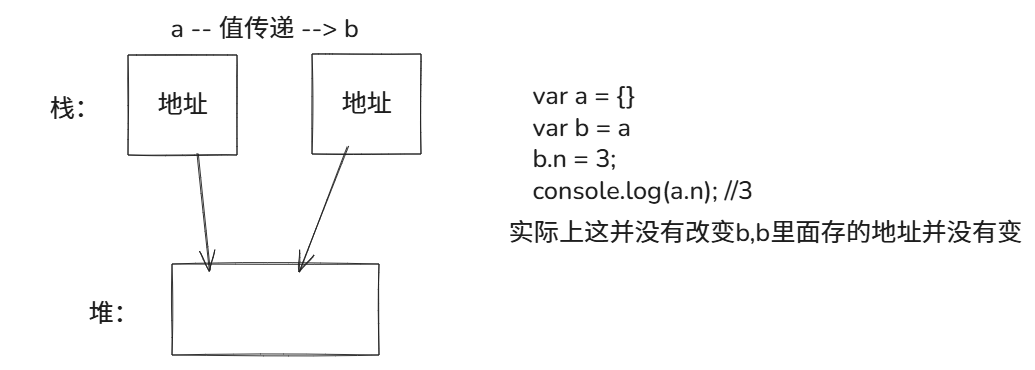 a -- 值传递 --> b
栈：
地址
地址
堆：
var a = {}
var b = a
b.n = 3;
console.log(a.n); //3
实际上这并没有改变b,b里面存的地址并没有变